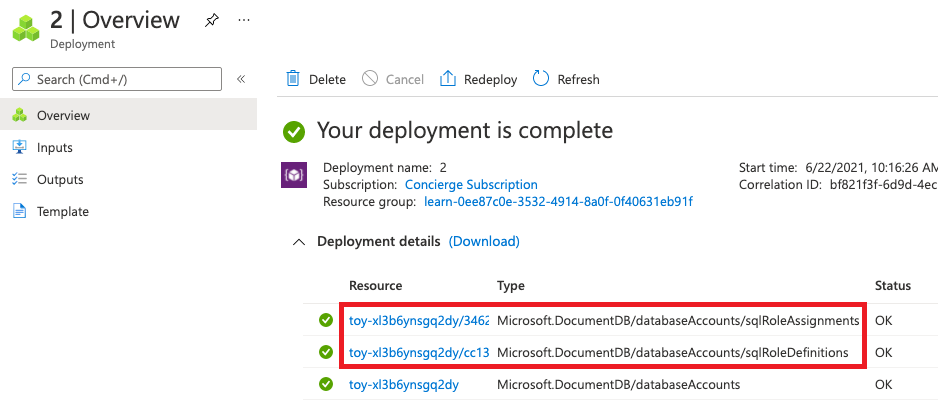 2 | Overview
Deployment
Search (Cmd+/)
Overview
Inputs
Outputs
Template
Delete Cancel Redeploy Refresh
Your deployment is complete
Deployment name: 2 Start time: 6/22/2021, 10:16:26 AM
Subscription: Concierge Subscription Correlation ID: bf821f3f-6d9d-4ec
Resource group: learn-0ee87c0e-3532-4914-8a0f-0f40631eb91f
Deployment details (Download)
Resource Type Status
toy-xl3b6ynsgq2dy/3462 Microsoft.DocumentDB/databaseAccounts/sqlRoleAssignments OK
toy-xl3b6ynsgq2dy/cc13 Microsoft.DocumentDB/databaseAccounts/sqlRoleDefinitions OK
toy-xl3b6ynsgq2dy Microsoft.DocumentDB/databaseAccounts OK